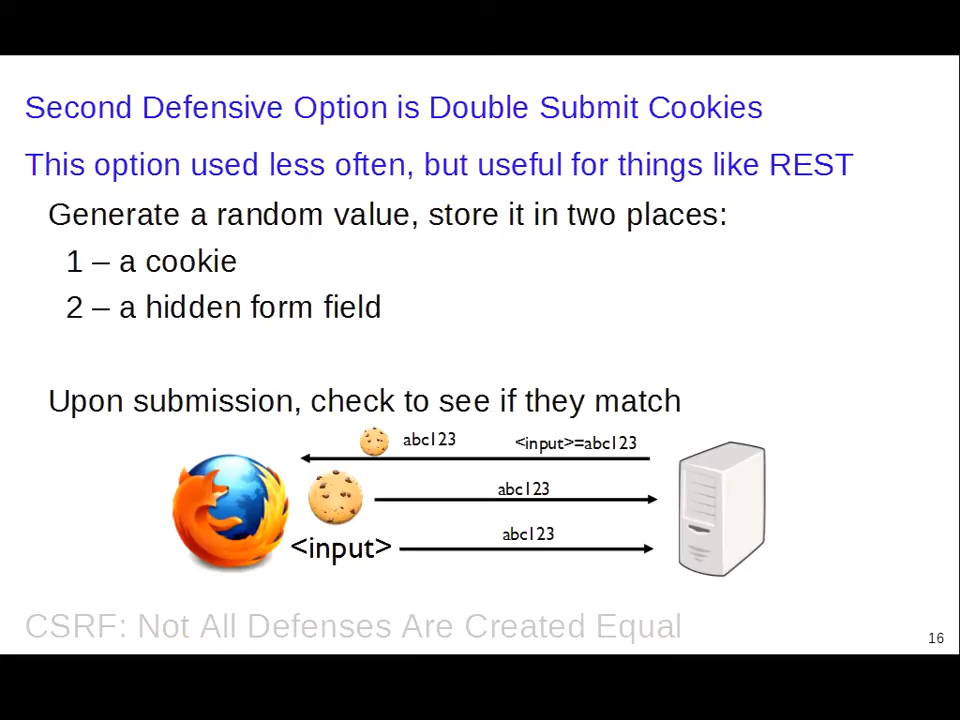 Second Defensive Option is Double Submit Cookies
This option used less often, but useful for things like REST
Generate a random value, store it in two places:
1 – a cookie
2 – a hidden form field
Upon submission, check to see if they match
abc123 <input>=abc123
abc123
abc123
<input>
CSRF: Not All Defenses Are Created Equal
16